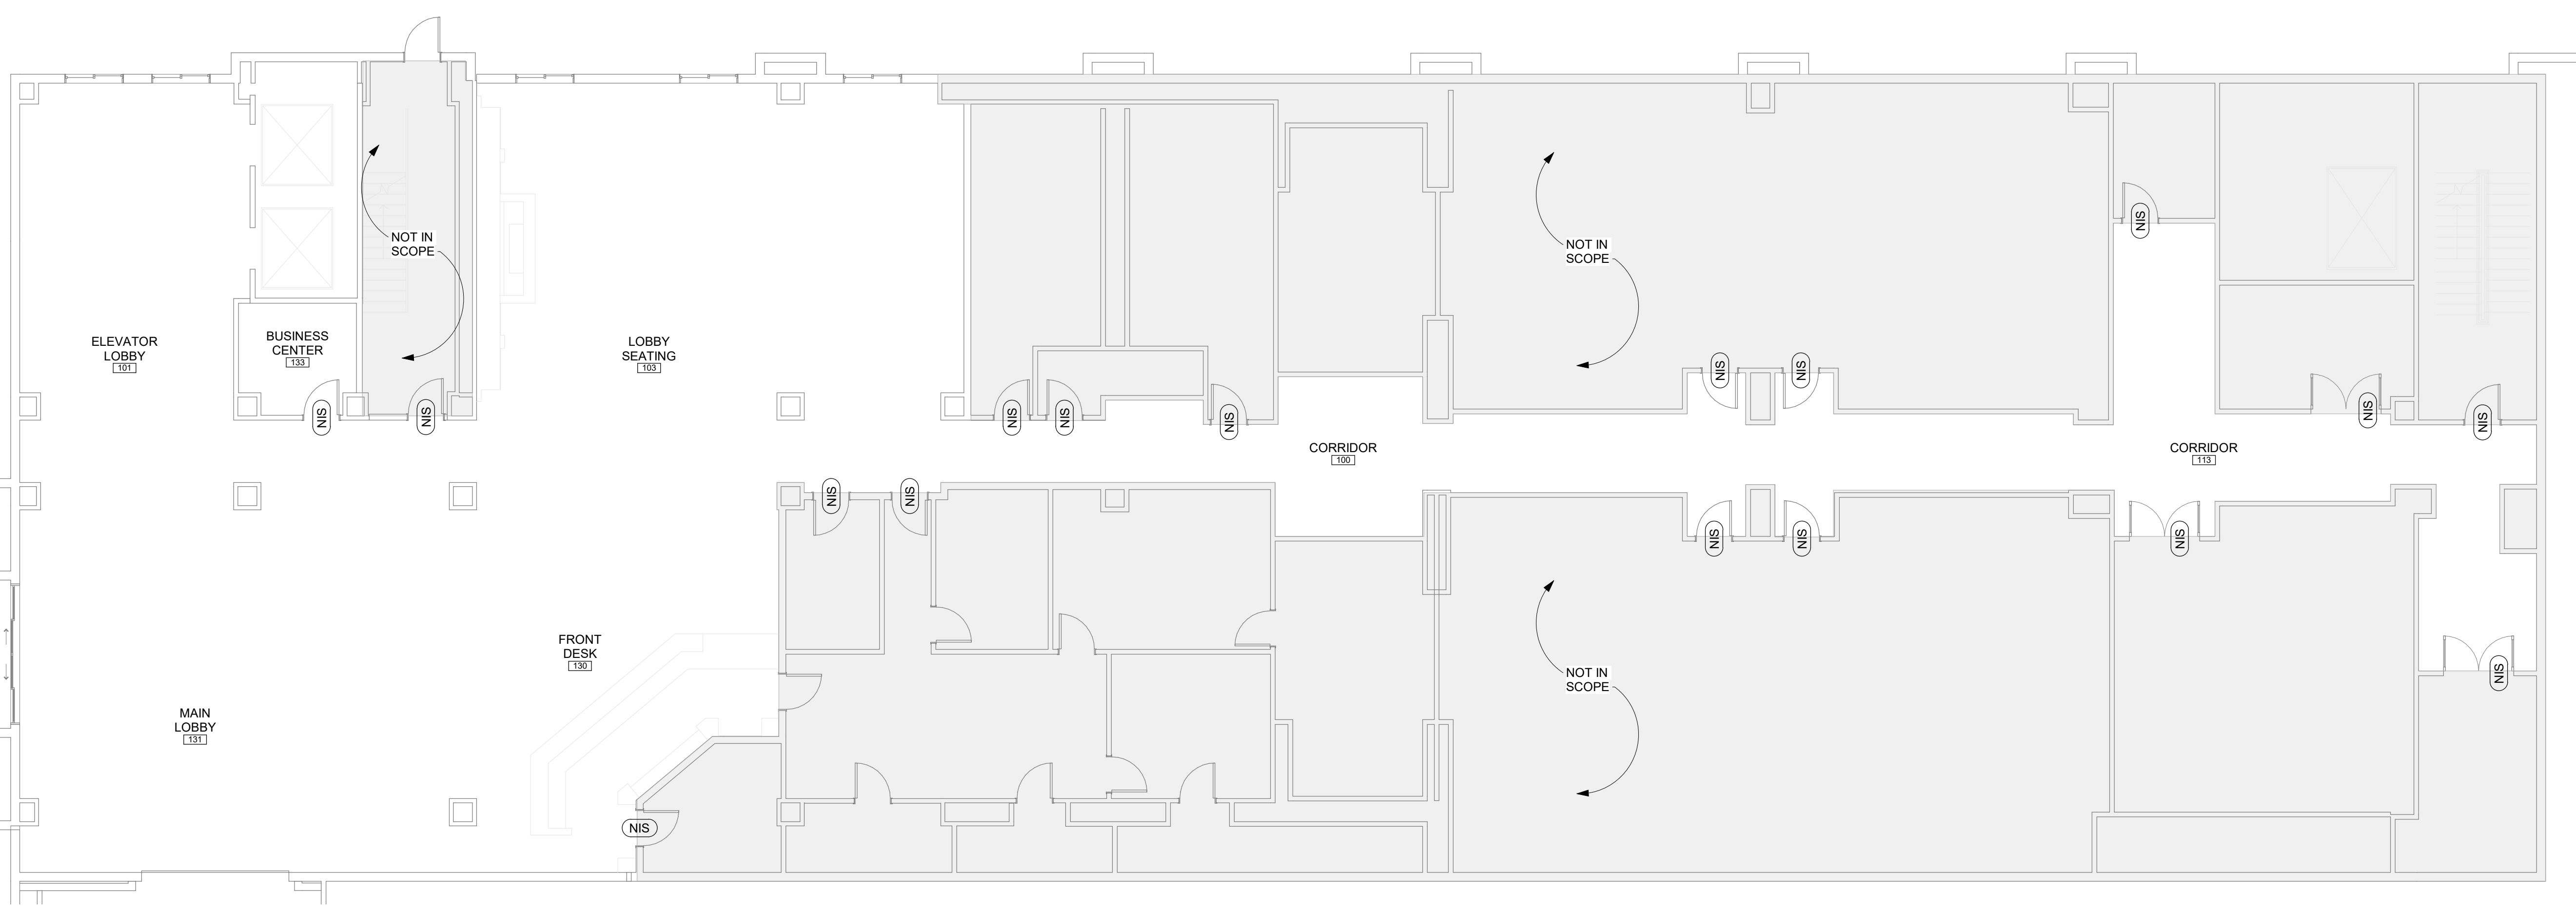 NOT IN
SCOPE
NOT IN
SCOPE
NIS
ELEVATOR
LOBBY
101
BUSINESS
CENTER
133
LOBBY
SEATING
103
NIS
NIS
NIS
NIS
NIS
NIS
NIS
NIS
NIS
CORRIDOR
100
CORRIDOR
113
NIS
NIS
NIS
NIS
NIS
NIS
FRONT
DESK
130
NOT IN
SCOPE
NIS
MAIN
LOBBY
131
NIS